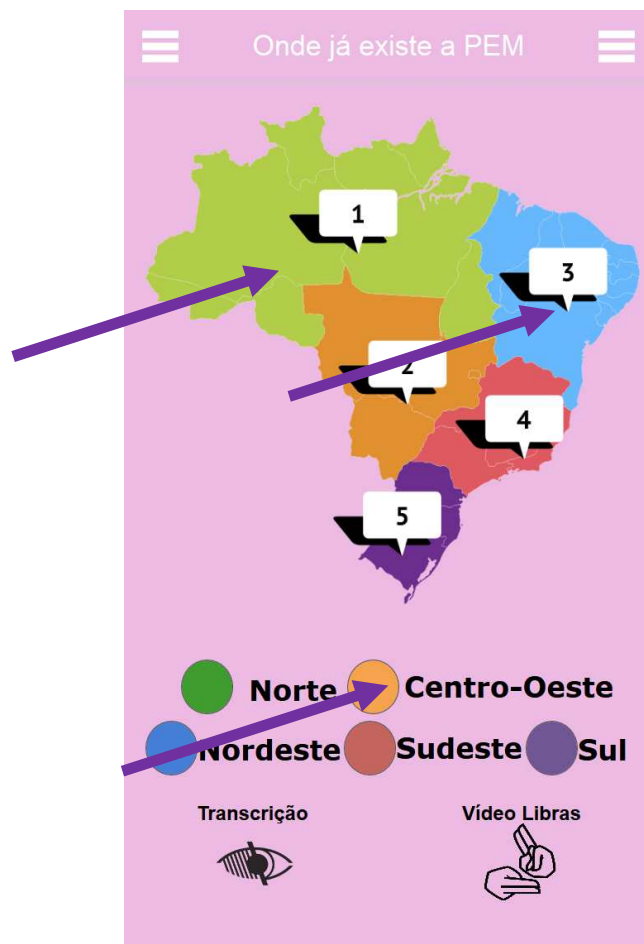 Onde já existe a PEM
1
3
2
4
5
Norte Centro-Oeste
Nordeste Sudeste Sul
Transcrição Vídeo Libras